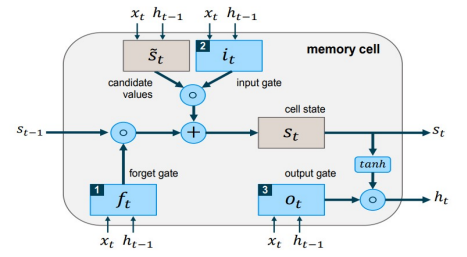 x_t h_{t-1} x_t h_{t-1}
memory cell
s̃_t 2 i_t
candidate values
input gate
cell state
s_{t-1} ∘ + s_t s_t
∘
tanh
forget gate
output gate
1 f_t 3 o_t ∘ h_t
x_t h_{t-1} x_t h_{t-1}